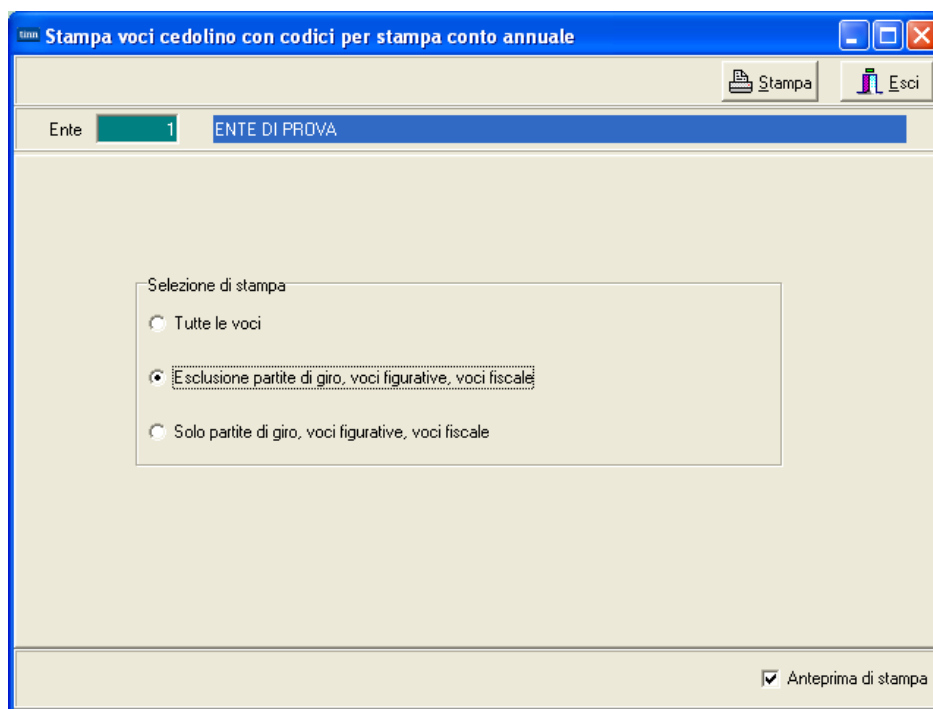 tinn Stampa voci cedolino con codici per stampa conto annuale
Stampa Esci
Ente 1 ENTE DI PROVA
Selezione di stampa
Tutte le voci
Esclusione partite di giro, voci figurative, voci fiscale
Solo partite di giro, voci figurative, voci fiscale
Anteprima di stampa